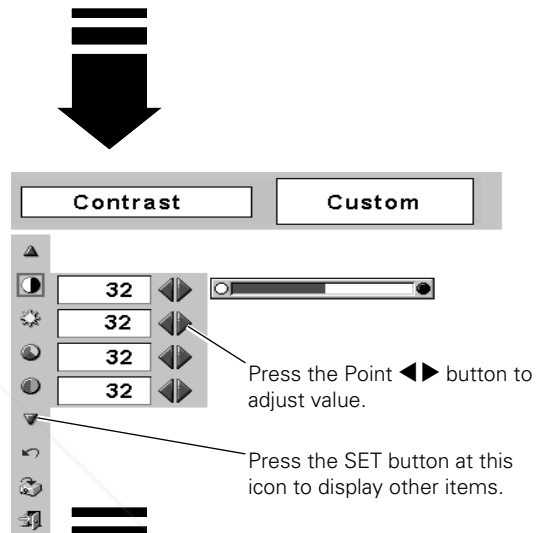 Contrast
Custom
32
32
32
32
Press the Point ◀▶ button to
adjust value.
Press the SET button at this
icon to display other items.